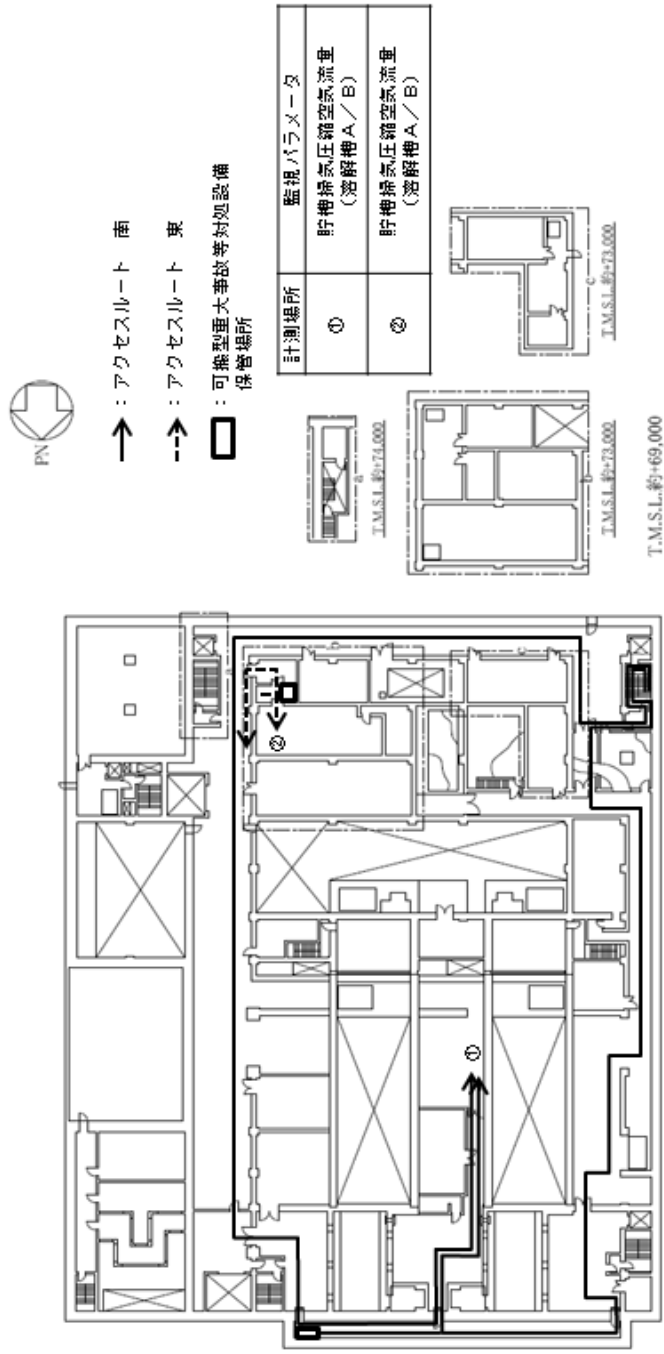 PN
：アクセスルート 南
：アクセスルート 東
：可搬型重大事故等対処設備
保管場所
計測場所 監視パラメータ
① 貯槽掃気圧縮空気流量
（溶解槽A／B）
② 貯槽掃気圧縮空気流量
（溶解槽A／B）
a
T.M.S.L.約+74,000
b
T.M.S.L.約+73,000
c
T.M.S.L.約+73,000
T.M.S.L.約+69,000
a
b
c
②
①